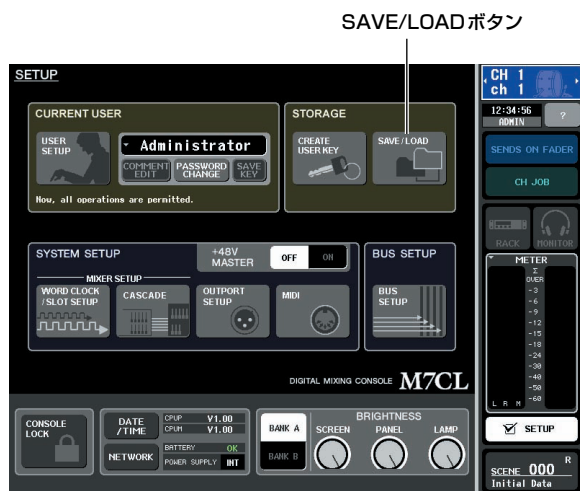 SAVE/LOADボタン
SETUP
CURRENT USER
USER SETUP
Administrator
COMMENT EDIT
PASSWORD CHANGE
SAVE KEY
Now, all operations are permitted.
STORAGE
CREATE USER KEY
SAVE/LOAD
SYSTEM SETUP
+48V MASTER
OFF
ON
MIXER SETUP
WORD CLOCK /SLOT SETUP
CASCADE
OUTPORT SETUP
MIDI
BUS SETUP
BUS SETUP
DIGITAL MIXING CONSOLE M7CL
CONSOLE LOCK
DATE /TIME
CPUP V1.00
CPUM V1.00
NETWORK
BATTERY OK
POWER SUPPLY INT
BANK A
BANK B
BRIGHTNESS
SCREEN
PANEL
LAMP
CH 1
ch 1
12:34:56
ADMIN
?
SENDS ON FADER
CH JOB
RACK
MONITOR
METER
Σ
OVER
-3
-6
-9
-12
-15
-18
-24
-30
-40
-50
-60
L R M
SETUP
R
SCENE 000
Initial Data